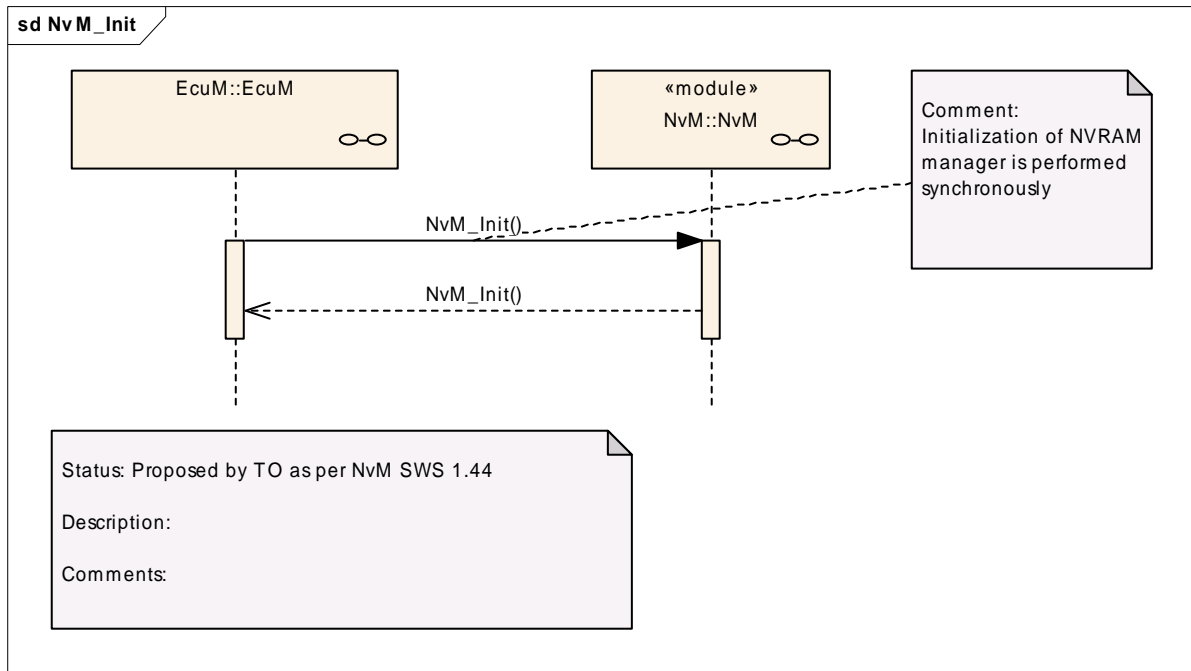 sd NvM_Init
EcuM::EcuM
«module»
NvM::NvM
Comment:
Initialization of NVRAM
manager is performed
synchronously
NvM_Init()
NvM_Init()
Status: Proposed by TO as per NvM SWS 1.44
Description:
Comments: